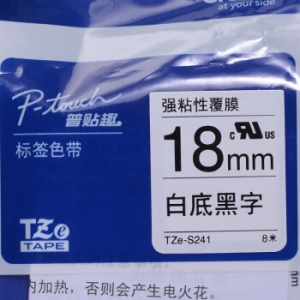 at your side
P-touch
普贴趣®
标签色带
TZe
TAPE
强粘性覆膜
18mm
c UR us
白底黑字
TZe-S241
8米
内加热，否则会产生电火花。